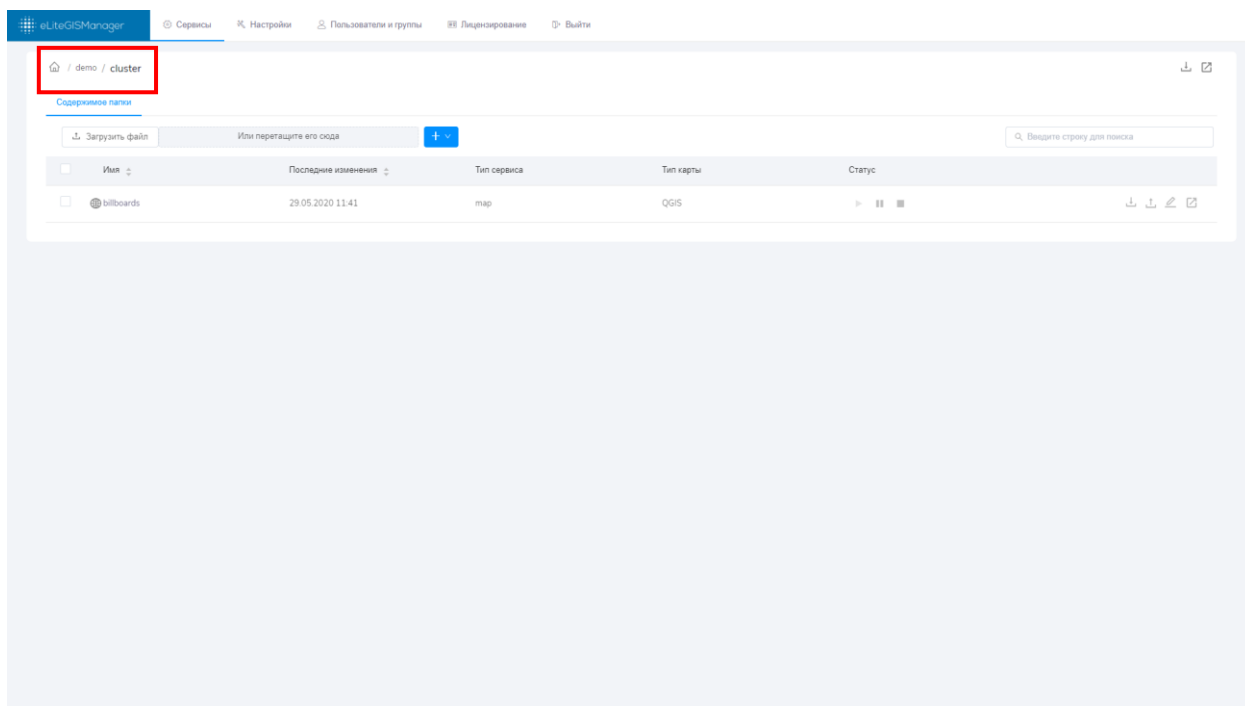 eLiteGISManager Сервисы Настройки Пользователи и группы Лицензирование Выйти
/ demo / cluster
Содержимое папки
Загрузить файл Или перетащите его сюда + Введите строку для поиска
Имя Последние изменения Тип сервиса Тип карты Статус
billboards 29.05.2020 11:41 map QGIS